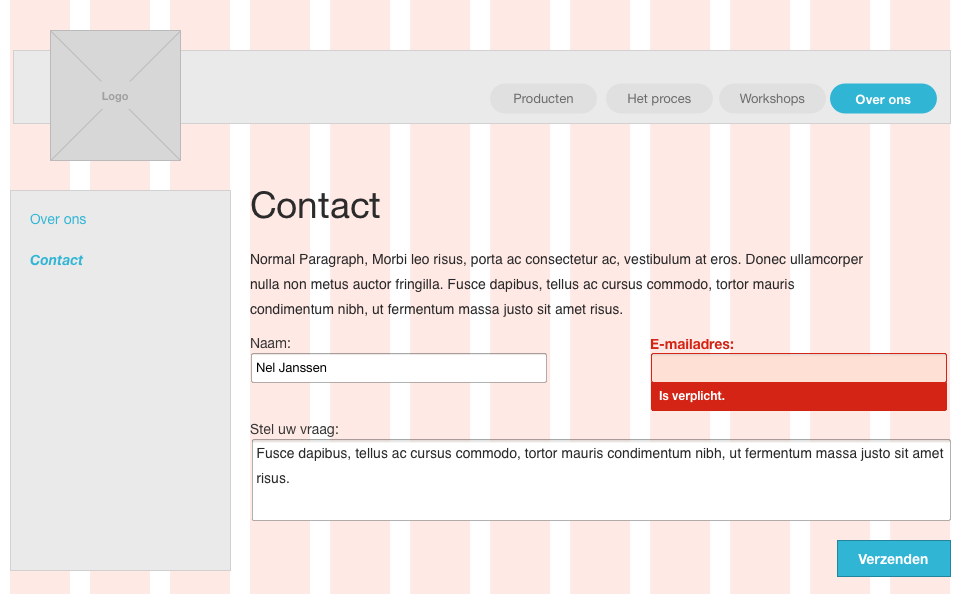 Logo
Producten
Het proces
Workshops
Over ons
Over ons
Contact
Contact
Normal Paragraph, Morbi leo risus, porta ac consectetur ac, vestibulum at eros. Donec ullamcorper
nulla non metus auctor fringilla. Fusce dapibus, tellus ac cursus commodo, tortor mauris
condimentum nibh, ut fermentum massa justo sit amet risus.
Naam:
Nel Janssen
E-mailadres:
Is verplicht.
Stel uw vraag:
Fusce dapibus, tellus ac cursus commodo, tortor mauris condimentum nibh, ut fermentum massa justo sit amet
risus.
Verzenden